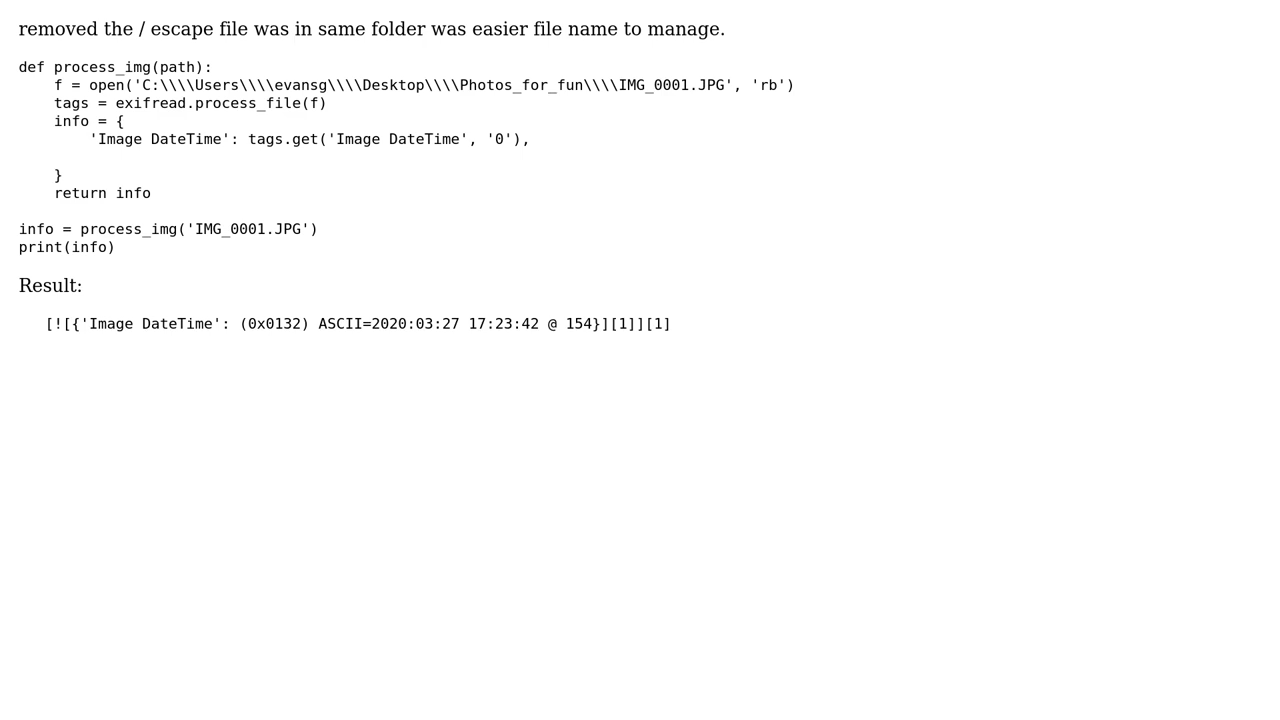 removed the / escape file was in same folder was easier file name to manage.
def process_img(path):
    f = open('C:\\\\Users\\\\evansg\\\\Desktop\\\\Photos_for_fun\\\\IMG_0001.JPG', 'rb')
    tags = exifread.process_file(f)
    info = {
        'Image DateTime': tags.get('Image DateTime', '0'),
    }
    return info
info = process_img('IMG_0001.JPG')
print(info)
Result:
   [![{'Image DateTime': (0x0132) ASCII=2020:03:27 17:23:42 @ 154}][1]][1]